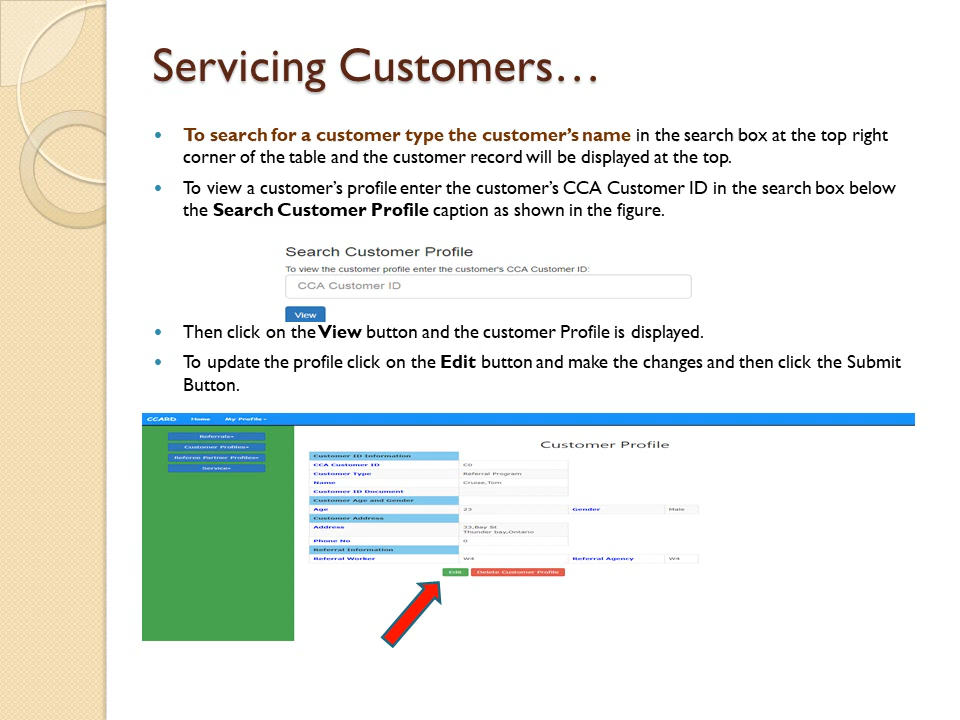 Servicing Customers…
To search for a customer type the customer’s name in the search box at the top right
corner of the table and the customer record will be displayed at the top.
To view a customer’s profile enter the customer’s CCA Customer ID in the search box below
the Search Customer Profile caption as shown in the figure.
Search Customer Profile
To view the customer profile enter the customer's CCA Customer ID:
CCA Customer ID
View
Then click on the View button and the customer Profile is displayed.
To update the profile click on the Edit button and make the changes and then click the Submit
Button.
CCARD Home My Profile
Referrals
Customer Profiles
Referee Partner Profiles
Service
Customer Profile
Customer ID Information
CCA Customer ID C0
Customer Type Referral Program
Name Cruise,Tom
Customer ID Document
Customer Age and Gender
Age 23 Gender Male
Customer Address
Address 33,Bay St
Thunder bay,Ontario
Phone No 0
Referral Information
Referral Worker W4 Referral Agency W4
Edit Delete Customer Profile